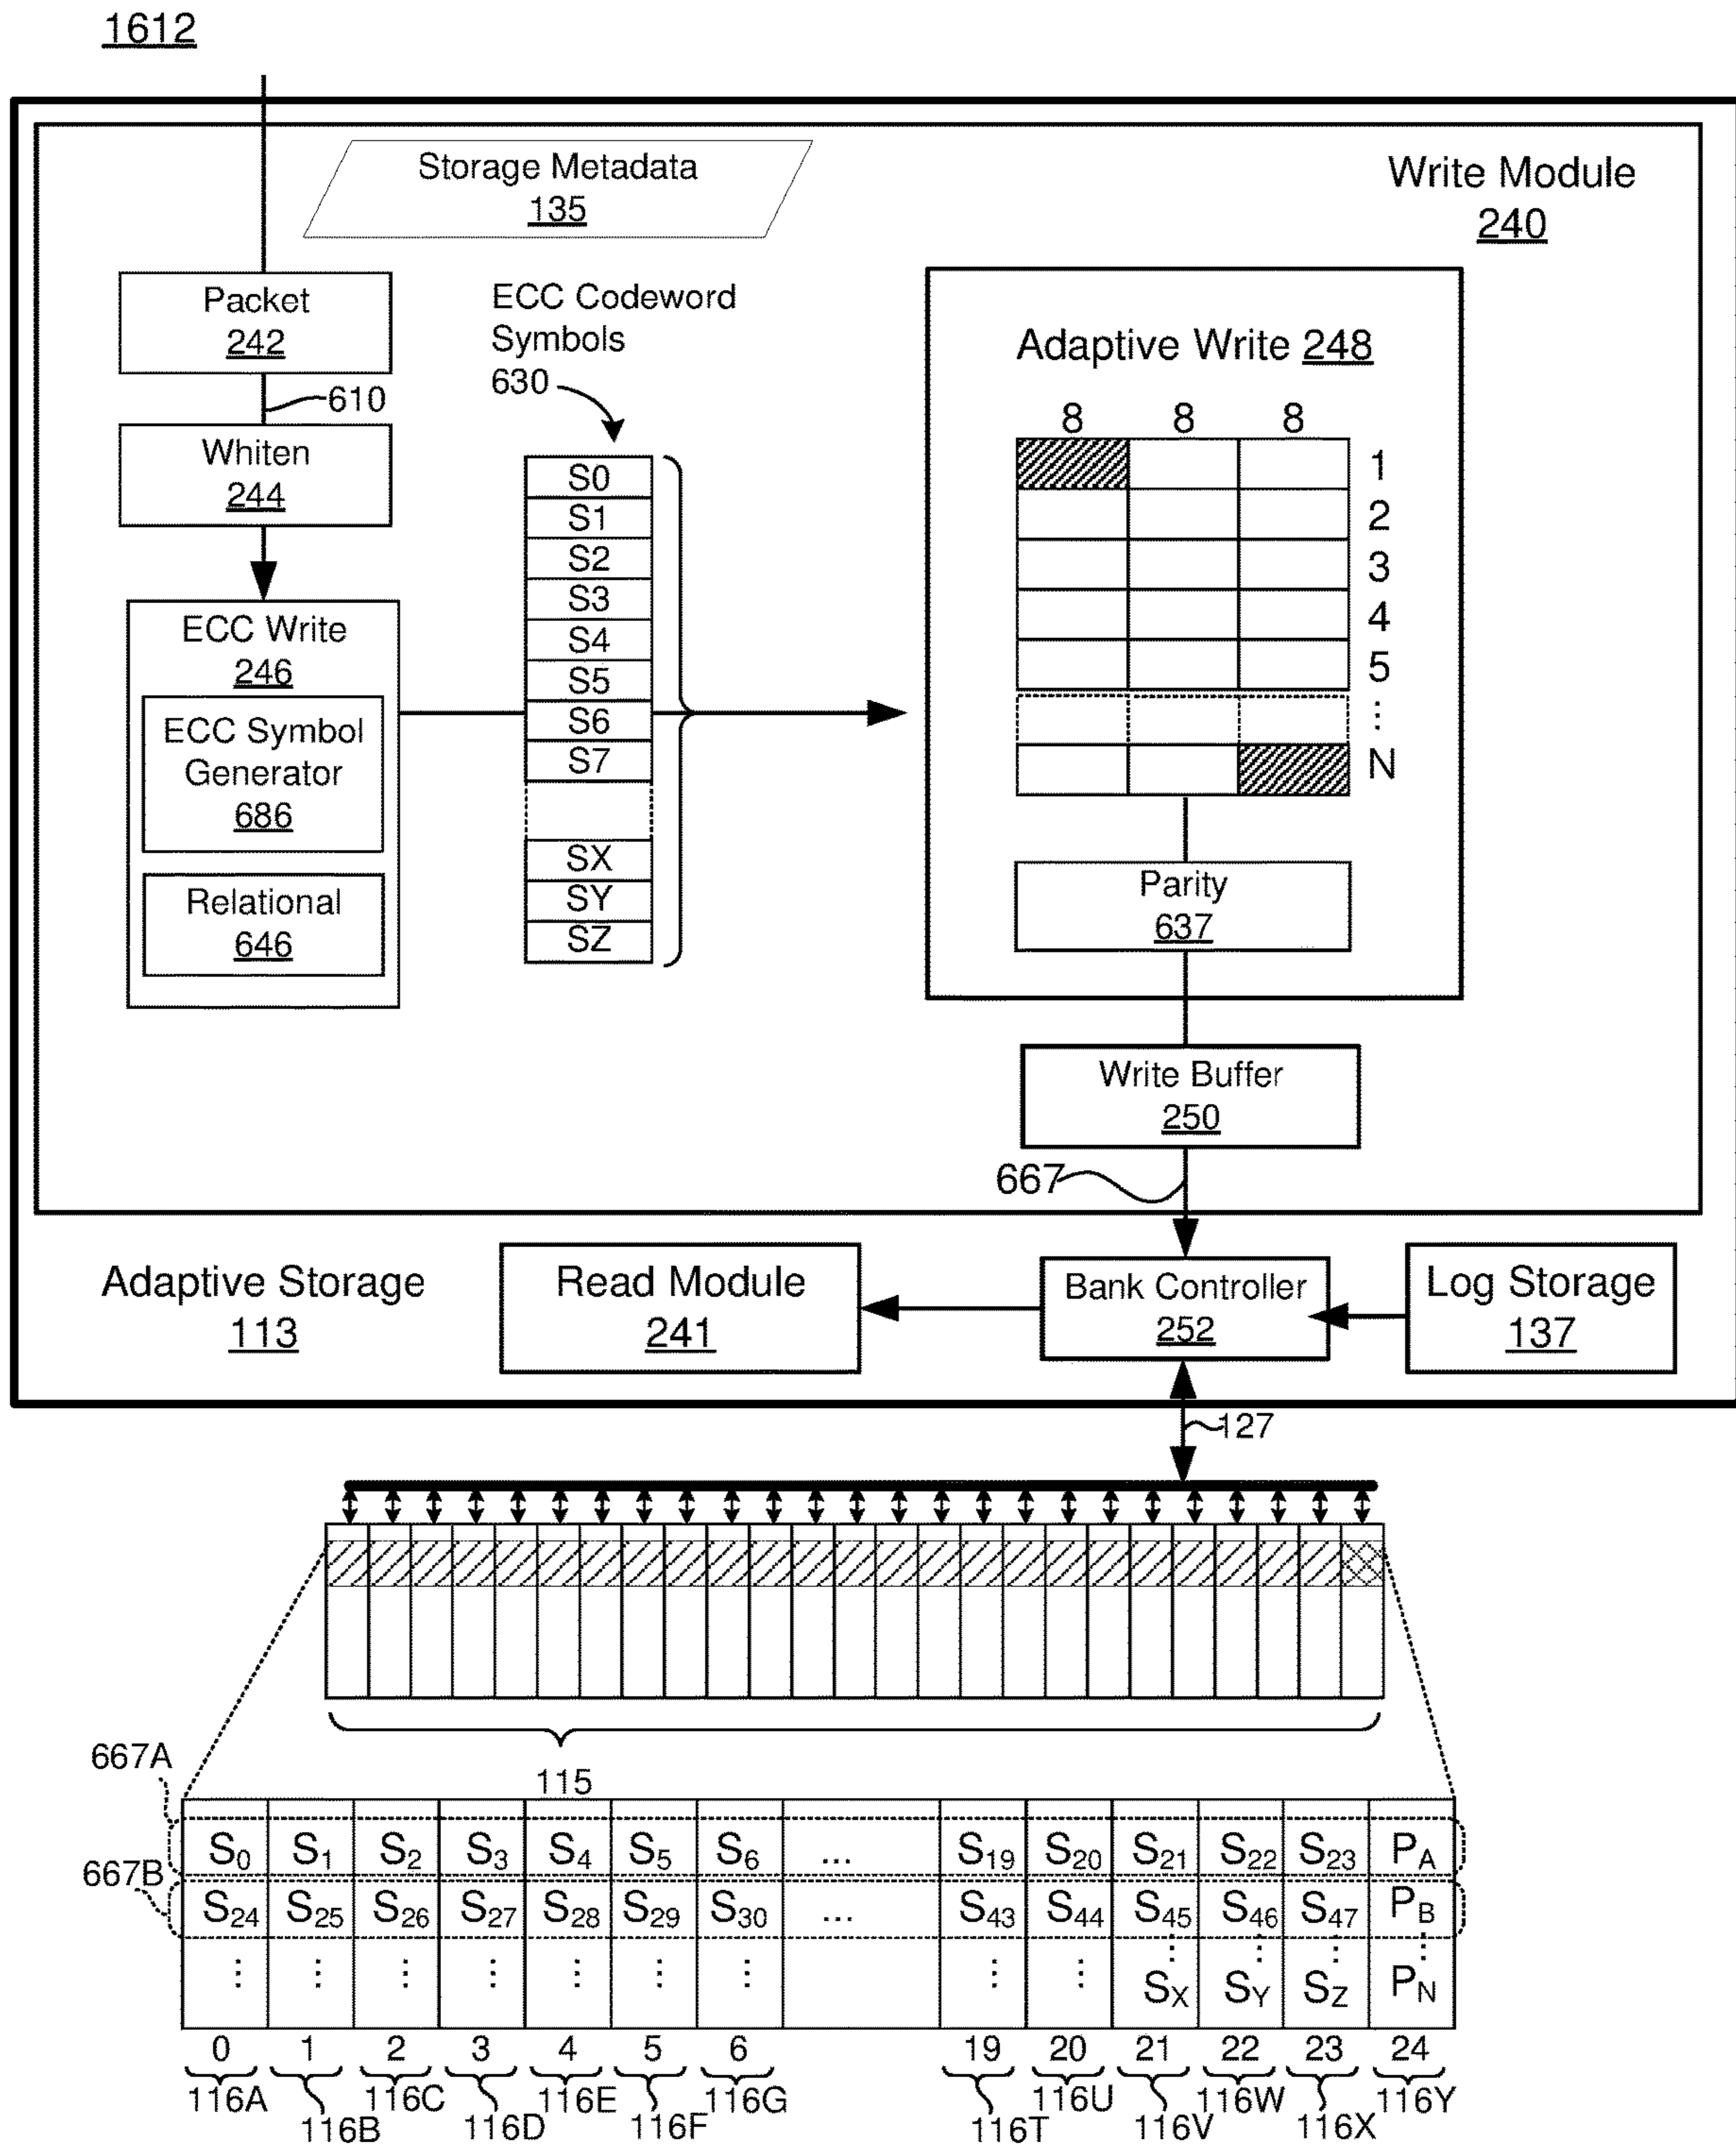 1612
Storage Metadata
135
Write Module
240
Packet
242
610
Whiten
244
ECC Write
246
ECC Symbol
Generator
686
Relational
646
ECC Codeword
Symbols
630
S0
S1
S2
S3
S4
S5
S6
S7
SX
SY
SZ
Adaptive Write 248
8 8 8
1
2
3
4
5
⋮
N
Parity
637
Write Buffer
250
667
Adaptive Storage
113
Read Module
241
Bank Controller
252
Log Storage
137
127
115
667A
S₀ S₁ S₂ S₃ S₄ S₅ S₆ ... S₁₉ S₂₀ S₂₁ S₂₂ S₂₃ P_A
667B
S₂₄ S₂₅ S₂₆ S₂₇ S₂₈ S₂₉ S₃₀ ... S₄₃ S₄₄ S₄₅ S₄₆ S₄₇ P_B
⋮ ⋮ ⋮ ⋮ ⋮ ⋮ ⋮ ⋮ ⋮ ⋮ ⋮ ⋮ ⋮
S_X S_Y S_Z P_N
0 1 2 3 4 5 6 19 20 21 22 23 24
116A 116C 116E 116G 116U 116W 116Y
116B 116D 116F 116T 116V 116X